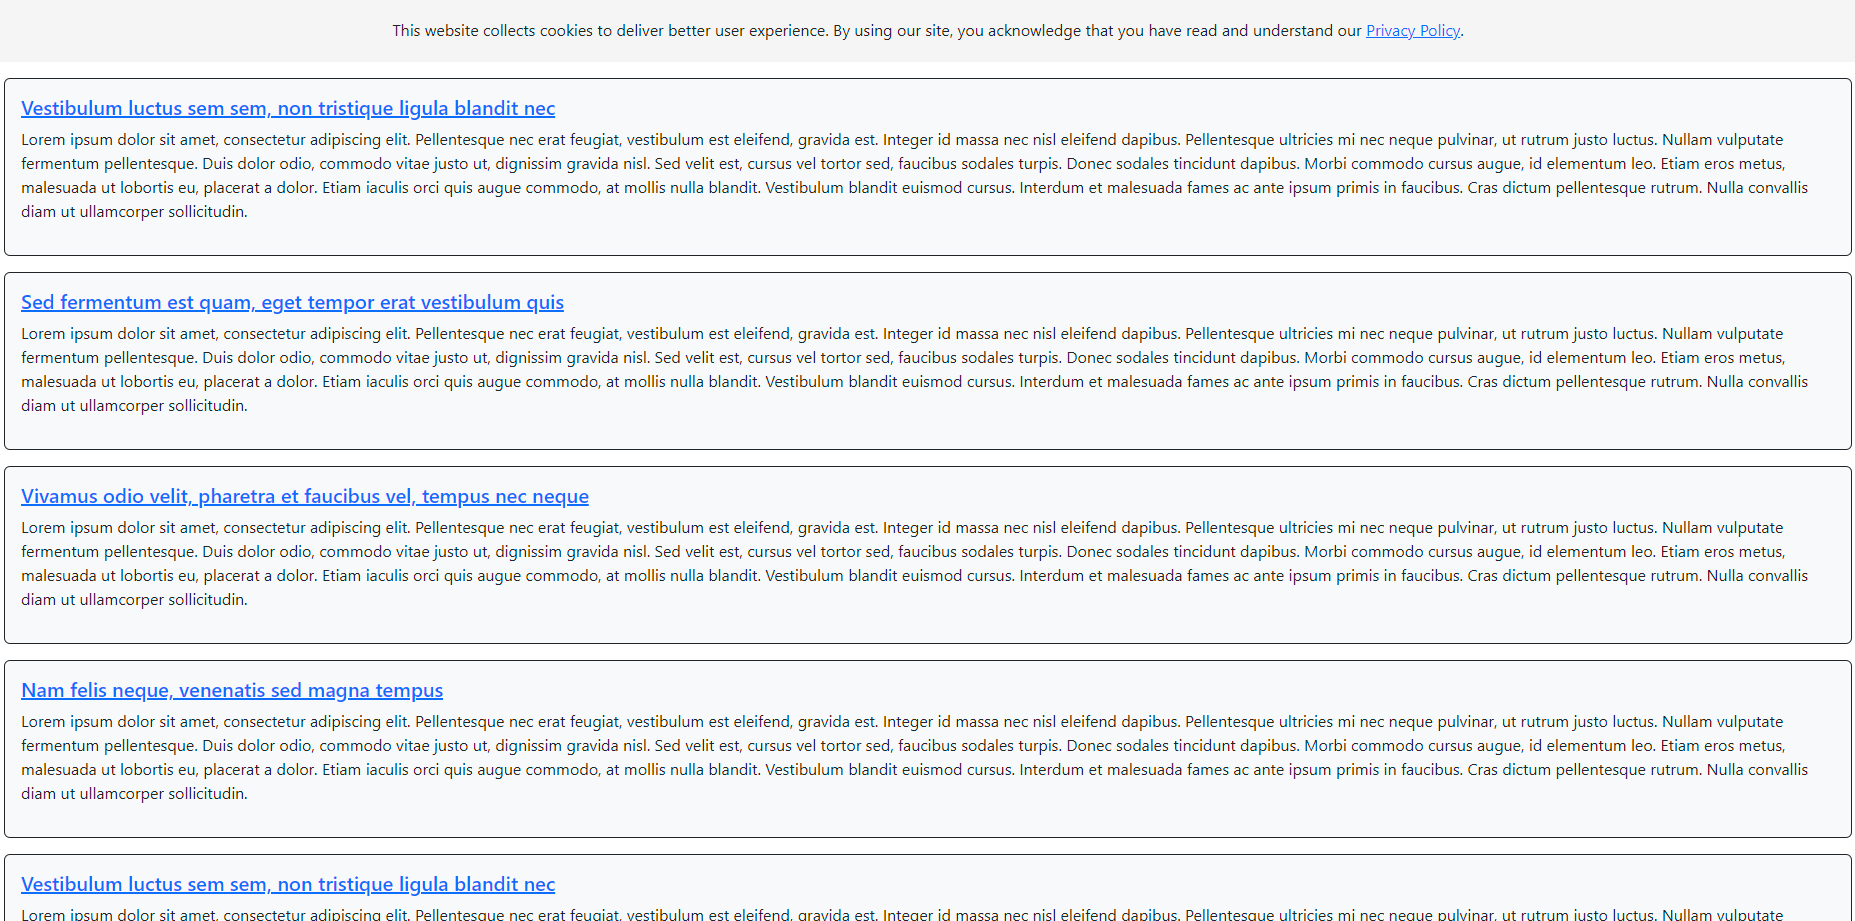 This website collects cookies to deliver better user experience. By using our site, you acknowledge that you have read and understand our Privacy Policy.
Vestibulum luctus sem sem, non tristique ligula blandit nec
Lorem ipsum dolor sit amet, consectetur adipiscing elit. Pellentesque nec erat feugiat, vestibulum est eleifend, gravida est. Integer id massa nec nisl eleifend dapibus. Pellentesque ultricies mi nec neque pulvinar, ut rutrum justo luctus. Nullam vulputate
fermentum pellentesque. Duis dolor odio, commodo vitae justo ut, dignissim gravida nisl. Sed velit est, cursus vel tortor sed, faucibus sodales turpis. Donec sodales tincidunt dapibus. Morbi commodo cursus augue, id elementum leo. Etiam eros metus,
malesuada ut lobortis eu, placerat a dolor. Etiam iaculis orci quis augue commodo, at mollis nulla blandit. Vestibulum blandit euismod cursus. Interdum et malesuada fames ac ante ipsum primis in faucibus. Cras dictum pellentesque rutrum. Nulla convallis
diam ut ullamcorper sollicitudin.
Sed fermentum est quam, eget tempor erat vestibulum quis
Lorem ipsum dolor sit amet, consectetur adipiscing elit. Pellentesque nec erat feugiat, vestibulum est eleifend, gravida est. Integer id massa nec nisl eleifend dapibus. Pellentesque ultricies mi nec neque pulvinar, ut rutrum justo luctus. Nullam vulputate
fermentum pellentesque. Duis dolor odio, commodo vitae justo ut, dignissim gravida nisl. Sed velit est, cursus vel tortor sed, faucibus sodales turpis. Donec sodales tincidunt dapibus. Morbi commodo cursus augue, id elementum leo. Etiam eros metus,
malesuada ut lobortis eu, placerat a dolor. Etiam iaculis orci quis augue commodo, at mollis nulla blandit. Vestibulum blandit euismod cursus. Interdum et malesuada fames ac ante ipsum primis in faucibus. Cras dictum pellentesque rutrum. Nulla convallis
diam ut ullamcorper sollicitudin.
Vivamus odio velit, pharetra et faucibus vel, tempus nec neque
Lorem ipsum dolor sit amet, consectetur adipiscing elit. Pellentesque nec erat feugiat, vestibulum est eleifend, gravida est. Integer id massa nec nisl eleifend dapibus. Pellentesque ultricies mi nec neque pulvinar, ut rutrum justo luctus. Nullam vulputate
fermentum pellentesque. Duis dolor odio, commodo vitae justo ut, dignissim gravida nisl. Sed velit est, cursus vel tortor sed, faucibus sodales turpis. Donec sodales tincidunt dapibus. Morbi commodo cursus augue, id elementum leo. Etiam eros metus,
malesuada ut lobortis eu, placerat a dolor. Etiam iaculis orci quis augue commodo, at mollis nulla blandit. Vestibulum blandit euismod cursus. Interdum et malesuada fames ac ante ipsum primis in faucibus. Cras dictum pellentesque rutrum. Nulla convallis
diam ut ullamcorper sollicitudin.
Nam felis neque, venenatis sed magna tempus
Lorem ipsum dolor sit amet, consectetur adipiscing elit. Pellentesque nec erat feugiat, vestibulum est eleifend, gravida est. Integer id massa nec nisl eleifend dapibus. Pellentesque ultricies mi nec neque pulvinar, ut rutrum justo luctus. Nullam vulputate
fermentum pellentesque. Duis dolor odio, commodo vitae justo ut, dignissim gravida nisl. Sed velit est, cursus vel tortor sed, faucibus sodales turpis. Donec sodales tincidunt dapibus. Morbi commodo cursus augue, id elementum leo. Etiam eros metus,
malesuada ut lobortis eu, placerat a dolor. Etiam iaculis orci quis augue commodo, at mollis nulla blandit. Vestibulum blandit euismod cursus. Interdum et malesuada fames ac ante ipsum primis in faucibus. Cras dictum pellentesque rutrum. Nulla convallis
diam ut ullamcorper sollicitudin.
Vestibulum luctus sem sem, non tristique ligula blandit nec
Lorem ipsum dolor sit amet, consectetur adipiscing elit. Pellentesque nec erat feugiat, vestibulum est eleifend, gravida est. Integer id massa nec nisl eleifend dapibus. Pellentesque ultricies mi nec neque pulvinar, ut rutrum justo luctus. Nullam vulputate